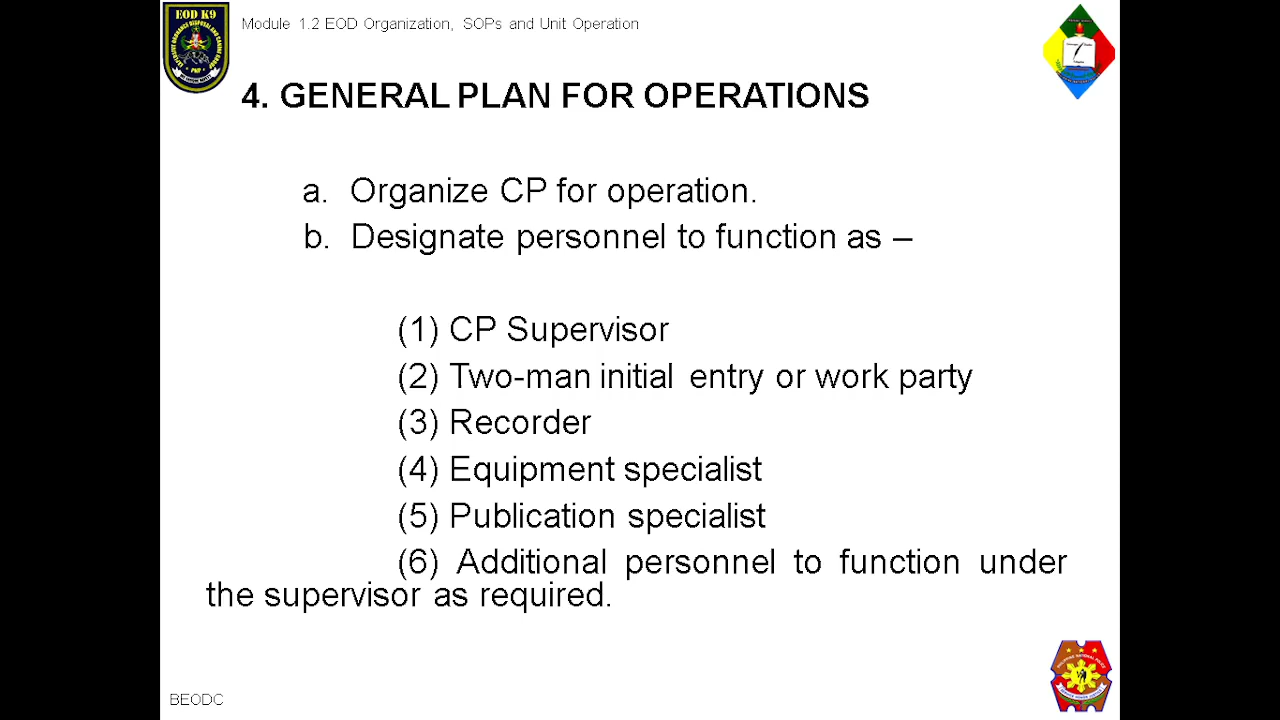 EOD K9
Module 1.2 EOD Organization, SOPs and Unit Operation
PNP
4. GENERAL PLAN FOR OPERATIONS
a. Organize CP for operation.
b. Designate personnel to function as –
(1) CP Supervisor
(2) Two-man initial entry or work party
(3) Recorder
(4) Equipment specialist
(5) Publication specialist
(6) Additional personnel to function under
the supervisor as required.
BEODC